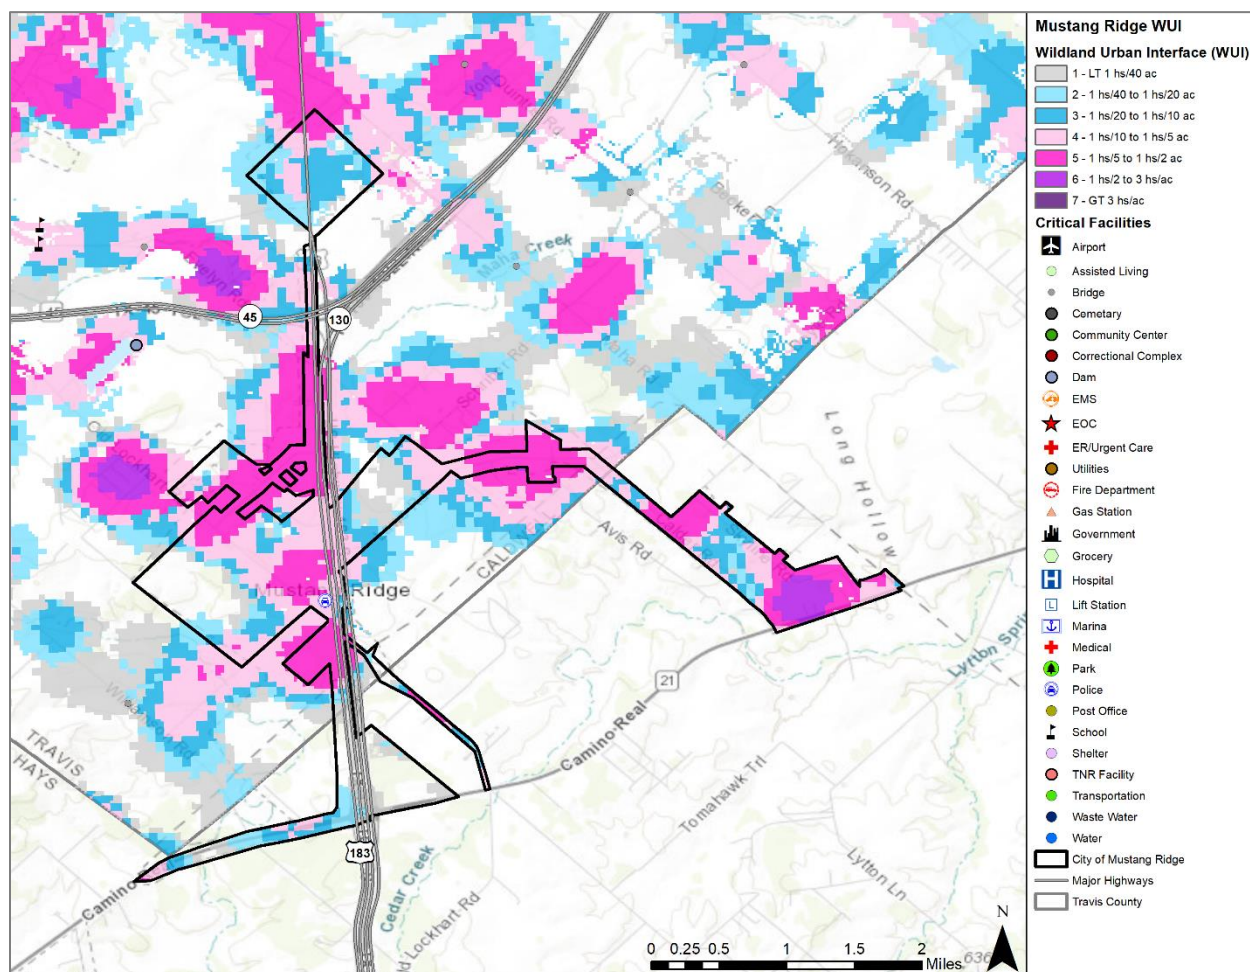 Mustang Ridge WUI
Wildland Urban Interface (WUI)
1 - LT 1 hs/40 ac
2 - 1 hs/40 to 1 hs/20 ac
3 - 1 hs/20 to 1 hs/10 ac
4 - 1 hs/10 to 1 hs/5 ac
5 - 1 hs/5 to 1 hs/2 ac
6 - 1 hs/2 to 3 hs/ac
7 - GT 3 hs/ac
Critical Facilities
Airport
Assisted Living
Bridge
Cemetary
Community Center
Correctional Complex
Dam
EMS
EOC
ER/Urgent Care
Utilities
Fire Department
Gas Station
Government
Grocery
H Hospital
L Lift Station
Marina
Medical
Park
Police
Post Office
School
Shelter
TNR Facility
Transportation
Waste Water
Water
City of Mustang Ridge
Major Highways
Travis County
Hokanson Rd
Maha Creek
45
130
Maha Rd
Long Hollow
Avis Rd
CALDWELL
Mustang Ridge
21
Lytton Spri
Camino Real
TRAVIS
HAYS
Tomahawk Trl
183
Camino
Cedar Creek
Lytton Ln
ld Lockhart Rd
N
0 0.25 0.5 1 1.5 2
Miles